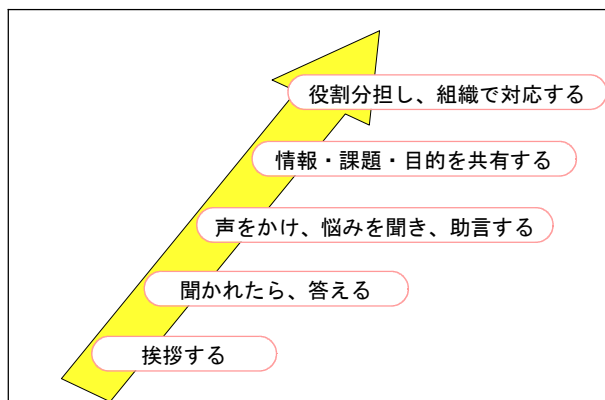 役割分担し、組織で対応する
情報・課題・目的を共有する
声をかけ、悩みを聞き、助言する
聞かれたら、答える
挨拶する